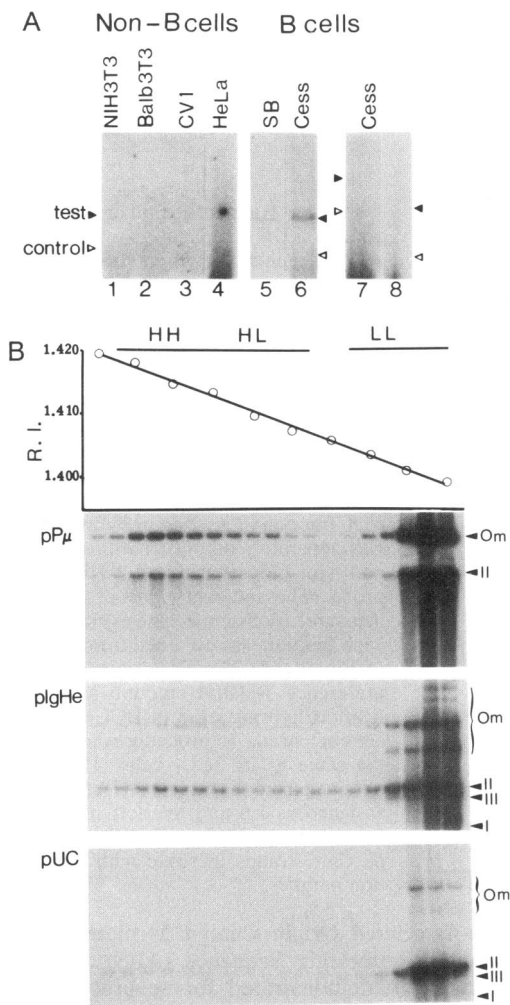 A Non-B cells B cells
NIH3T3 Balb3T3 CV1 HeLa SB Cess Cess
test
control
1 2 3 4 5 6 7 8
B HH HL LL
R. I.
1.420
1.410
1.400
pPμ Om
II
pIgHe Om
II
III
I
pUC Om
II
III
I